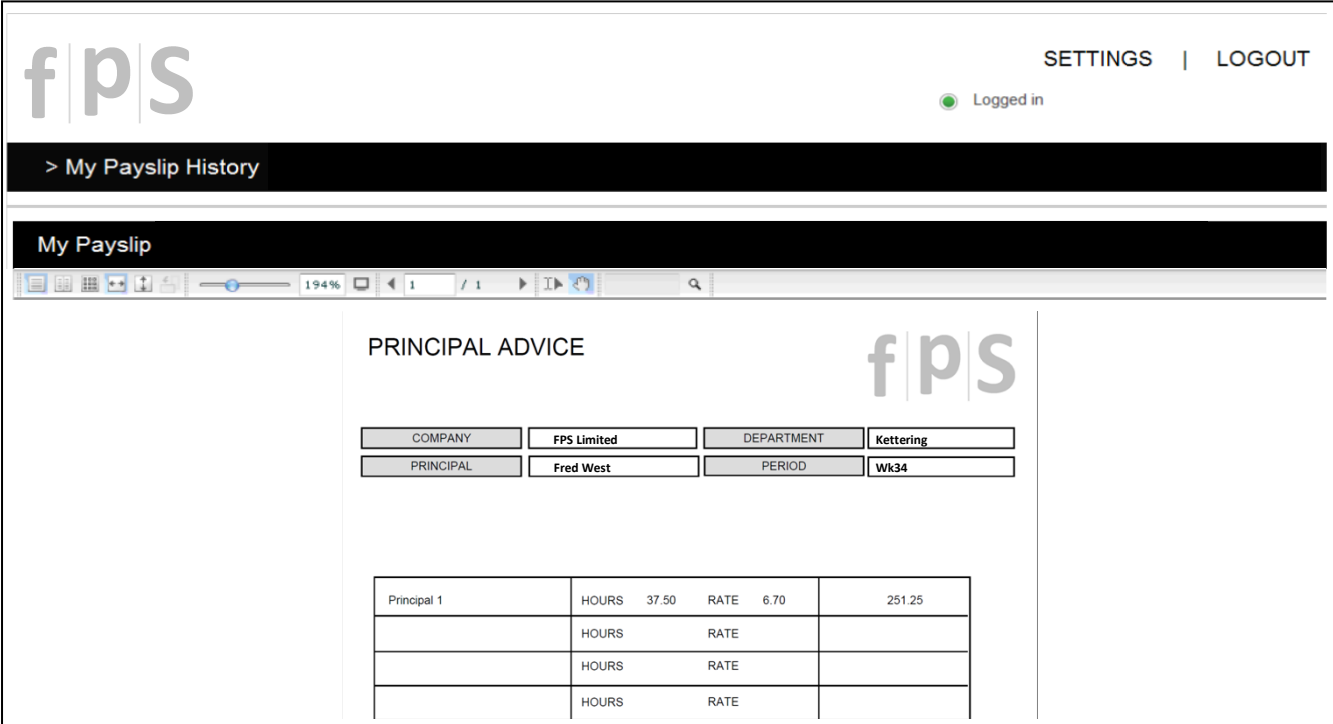 fps
SETTINGS | LOGOUT
Logged in
> My Payslip History
My Payslip
194% 1 / 1
PRINCIPAL ADVICE
fps
COMPANY FPS Limited DEPARTMENT Kettering
PRINCIPAL Fred West PERIOD Wk34
Principal 1 HOURS 37.50 RATE 6.70 251.25
HOURS RATE
HOURS RATE
HOURS RATE